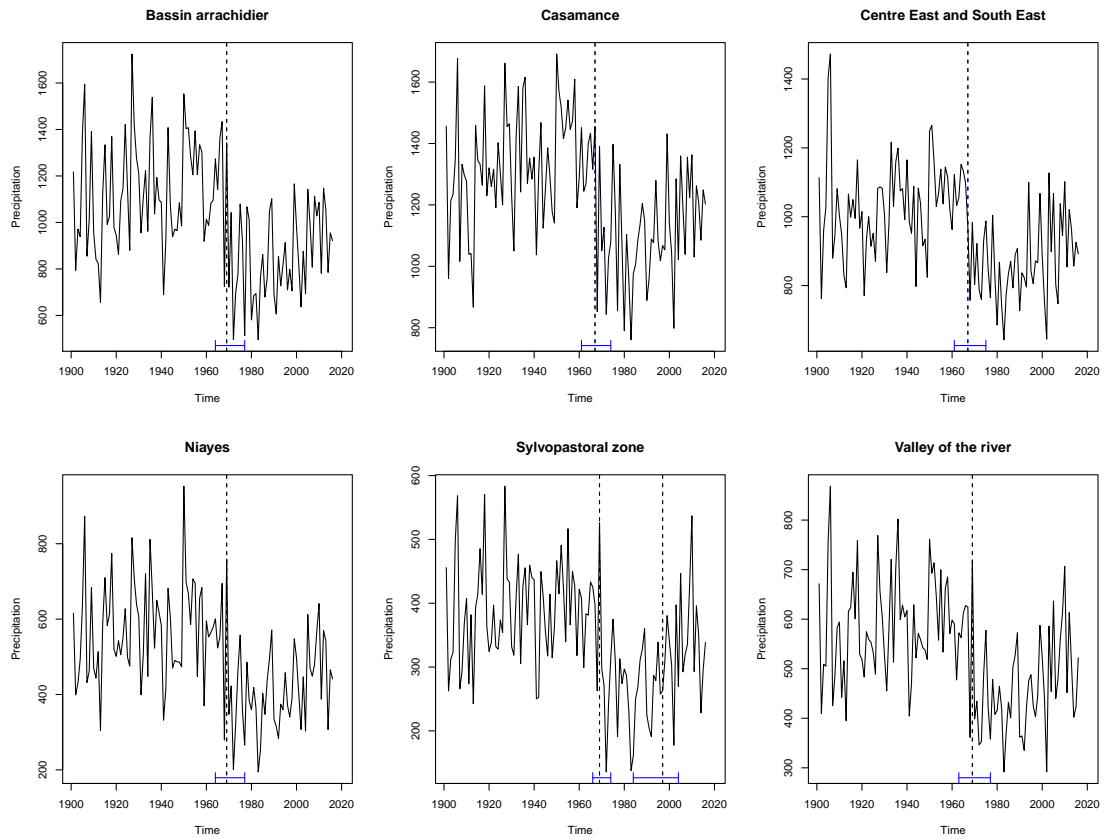 Bassin arrachidier
Casamance
Centre East and South East
Precipitation
600 800 1000 1200 1400 1600
1900 1920 1940 1960 1980 2000 2020
Time
Precipitation
800 1000 1200 1400 1600
1900 1920 1940 1960 1980 2000 2020
Time
Precipitation
800 1000 1200 1400
1900 1920 1940 1960 1980 2000 2020
Time
Niayes
Sylvopastoral zone
Valley of the river
Precipitation
200 400 600 800
1900 1920 1940 1960 1980 2000 2020
Time
Precipitation
200 300 400 500 600
1900 1920 1940 1960 1980 2000 2020
Time
Precipitation
300 400 500 600 700 800
1900 1920 1940 1960 1980 2000 2020
Time